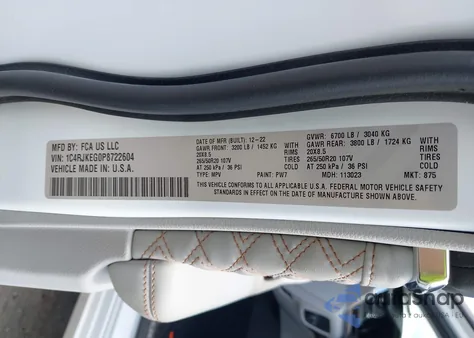 MFD BY: FCA US LLC
VIN: 1C4RJKEG0P8722604
VEHICLE MADE IN: U.S.A.
DATE OF MFR (BUILT): 12-22
GAWR FRONT: 3200 LB / 1452 KG WITH
20X8.5 RIMS
265/50R20 107V TIRES
AT 250 kPa / 36 PSI COLD
TYPE: MPV PAINT: PW7
GVWR: 6700 LB / 3040 KG
GAWR REAR: 3800 LB / 1724 KG WITH
20X8.5 RIMS
265/50R20 107V TIRES
AT 250 kPa / 36 PSI COLD
MDH: 113023 MKT: 875
THIS VEHICLE CONFORMS TO ALL APPLICABLE U.S.A. FEDERAL MOTOR VEHICLE SAFETY
STANDARDS IN EFFECT ON THE DATE OF MANUFACTURE SHOWN ABOVE.
autosnap